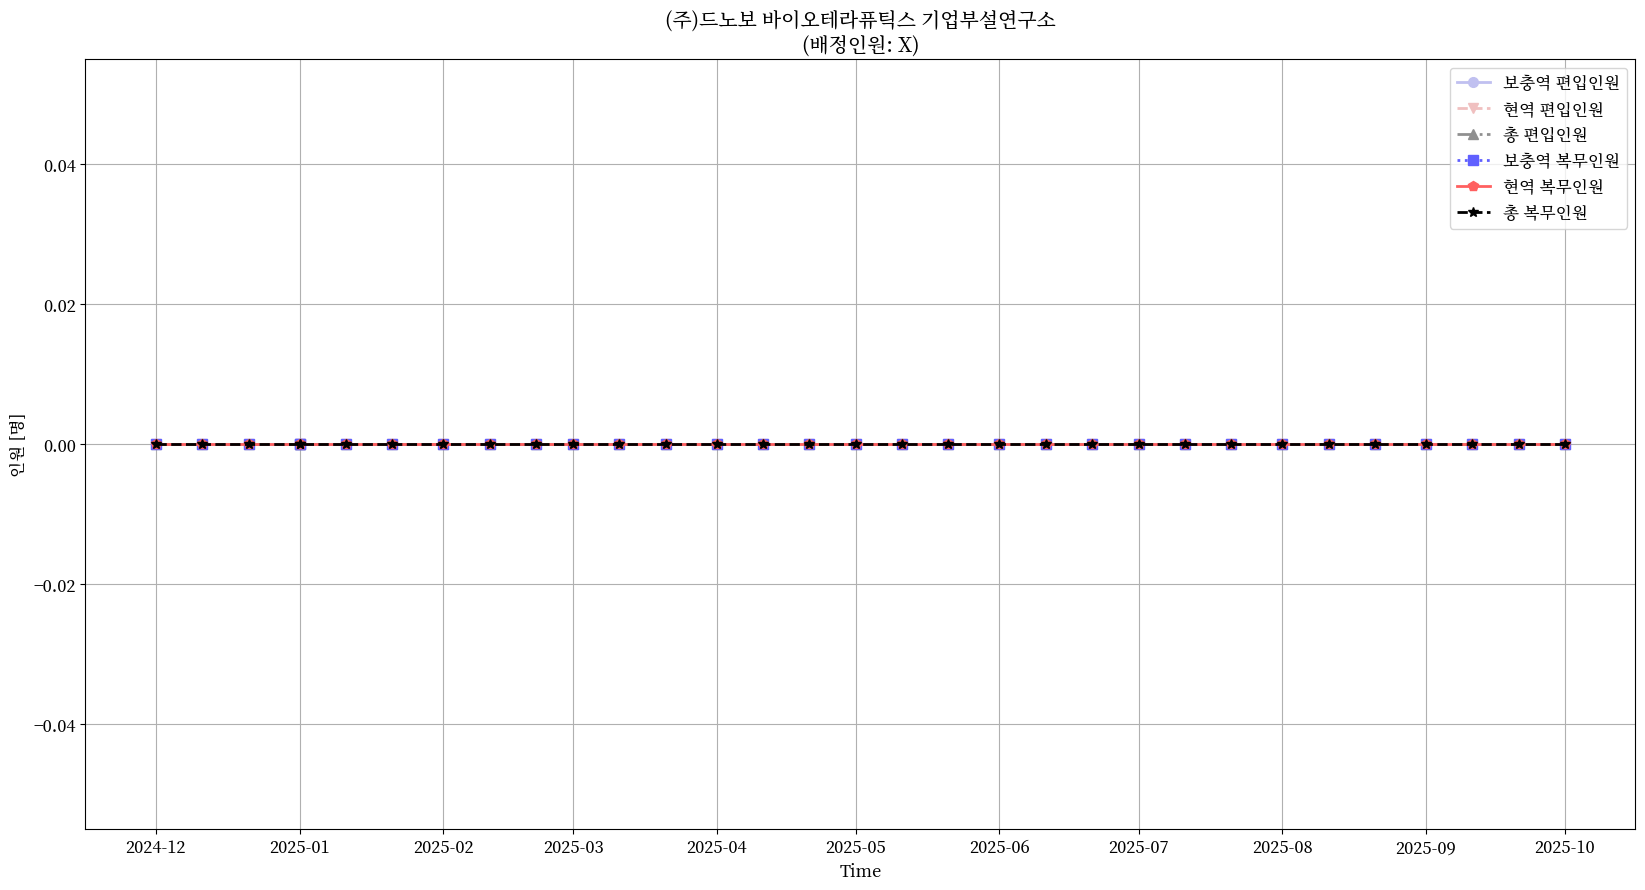 (주)드노보 바이오테라퓨틱스 기업부설연구소
(배정인원: X)
보충역 편입인원
현역 편입인원
총 편입인원
보충역 복무인원
현역 복무인원
총 복무인원
0.04
0.02
0.00
−0.02
−0.04
인원 [명]
2024-12 2025-01 2025-02 2025-03 2025-04 2025-05 2025-06 2025-07 2025-08 2025-09 2025-10
Time